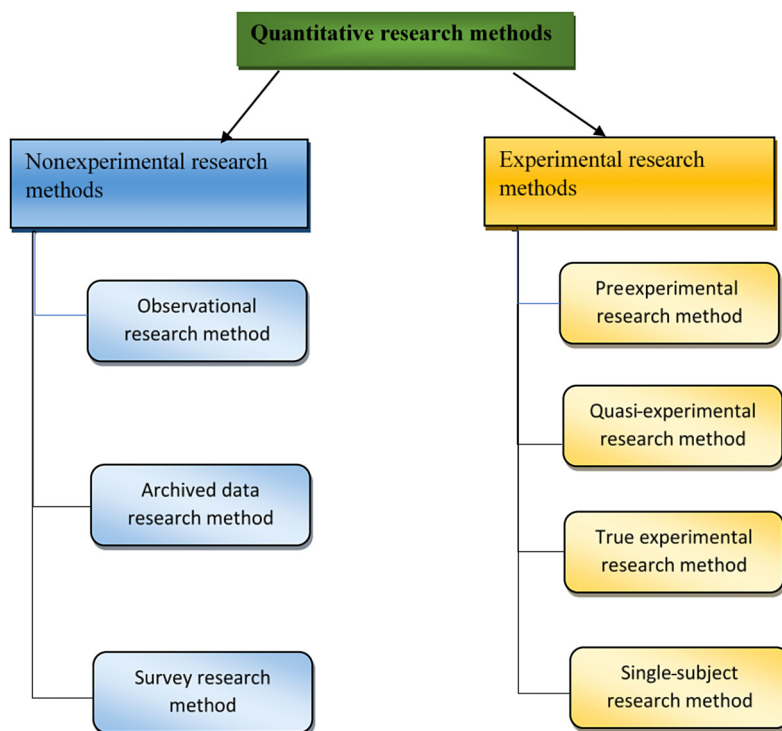 Quantitative research methods
Nonexperimental research
methods
Observational
research method
Archived data
research method
Survey research
method
Experimental research
methods
Preexperimental
research method
Quasi-experimental
research method
True experimental
research method
Single-subject
research method